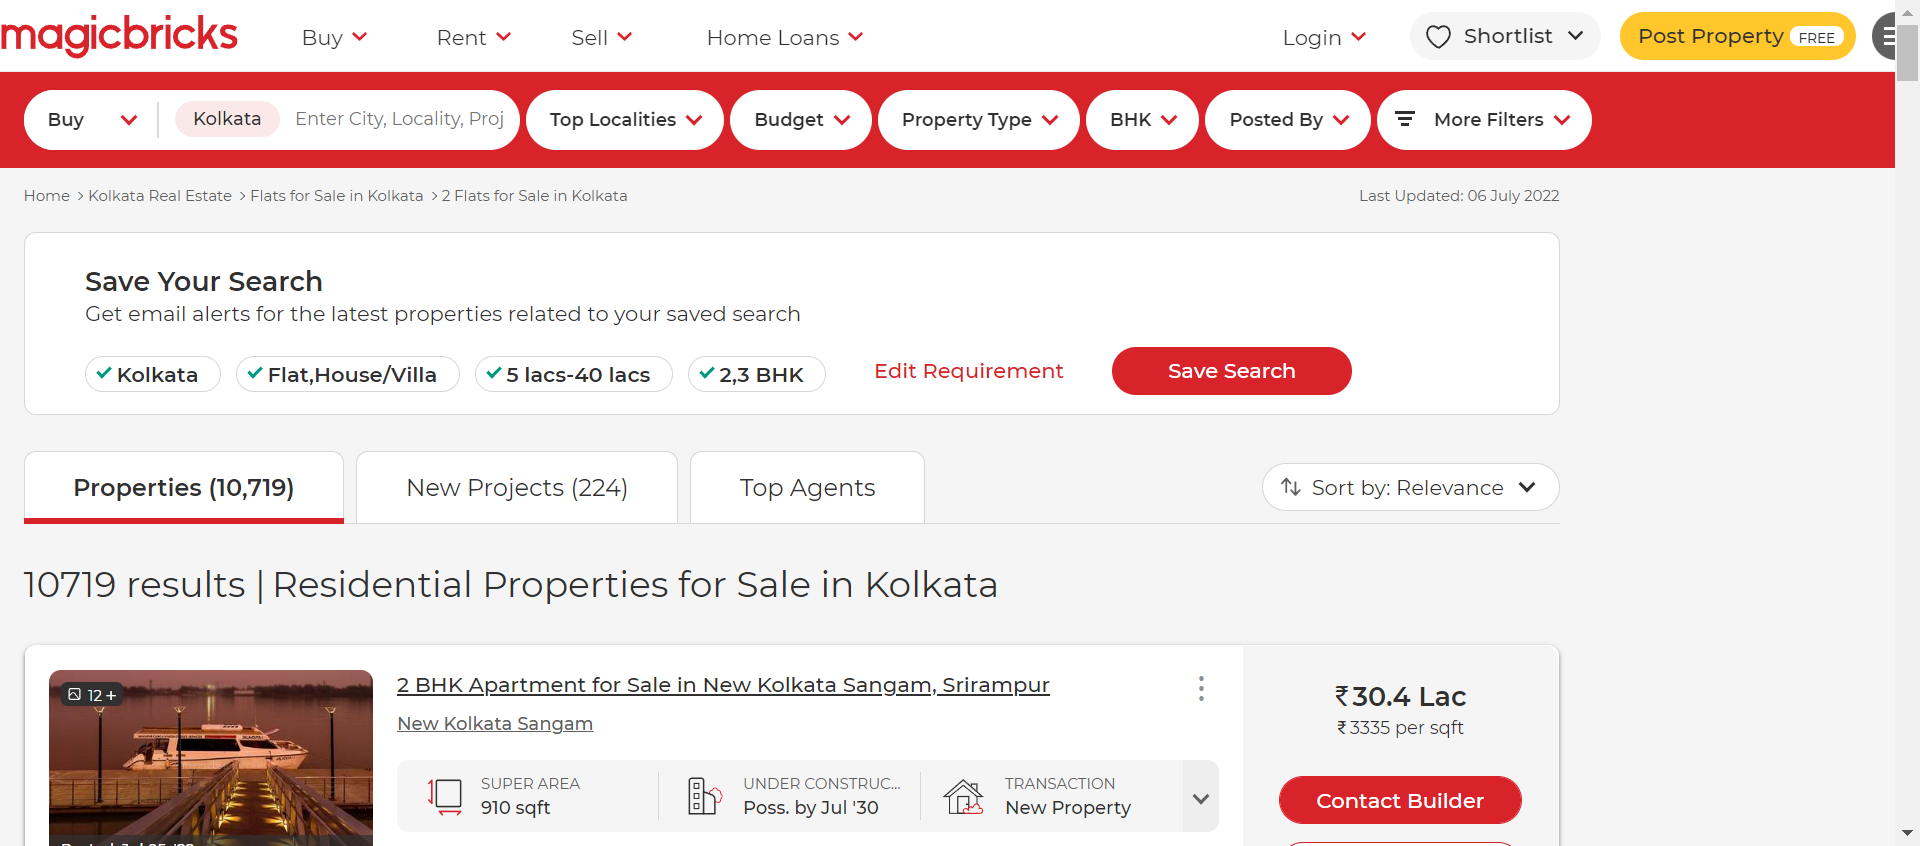 magicbricks
Buy
Rent
Sell
Home Loans
Login
Shortlist
Post Property FREE
Buy
Kolkata
Enter City, Locality, Proj
Top Localities
Budget
Property Type
BHK
Posted By
More Filters
Home > Kolkata Real Estate > Flats for Sale in Kolkata > 2 Flats for Sale in Kolkata
Last Updated: 06 July 2022
Save Your Search
Get email alerts for the latest properties related to your saved search
Kolkata
Flat,House/Villa
5 lacs-40 lacs
2,3 BHK
Edit Requirement
Save Search
Properties (10,719)
New Projects (224)
Top Agents
Sort by: Relevance
10719 results | Residential Properties for Sale in Kolkata
12+
2 BHK Apartment for Sale in New Kolkata Sangam, Srirampur
New Kolkata Sangam
₹30.4 Lac
₹3335 per sqft
SUPER AREA
910 sqft
UNDER CONSTRUC...
Poss. by Jul '30
TRANSACTION
New Property
Contact Builder